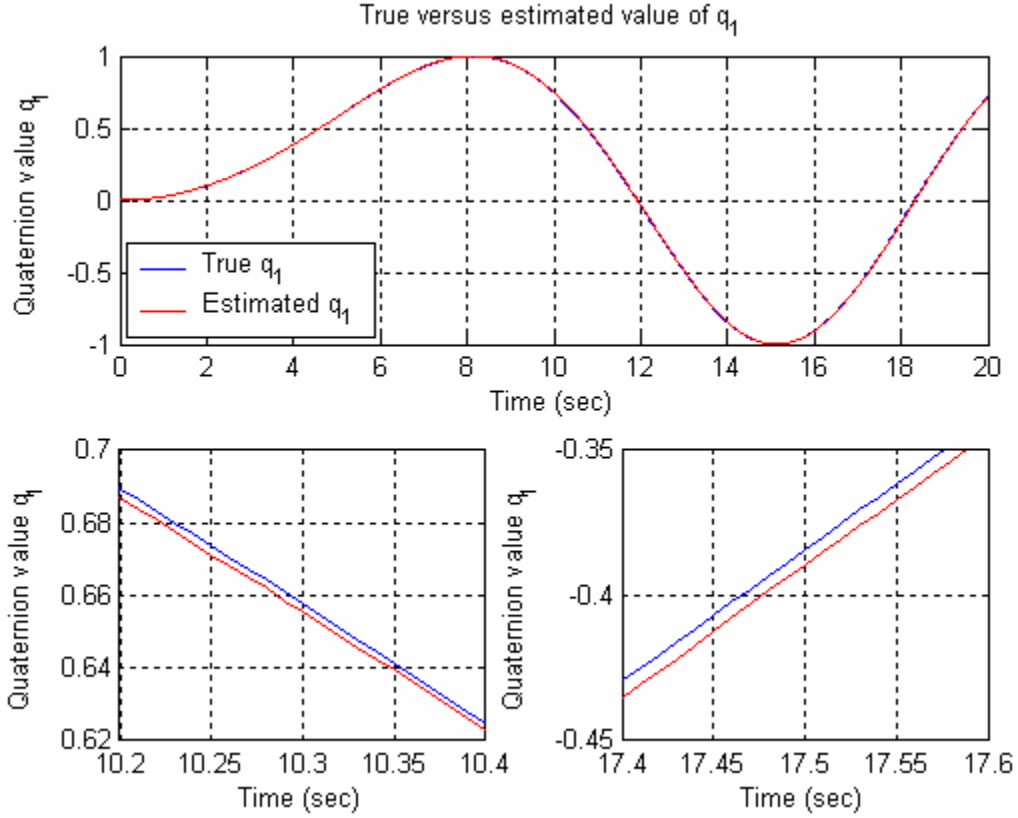 True versus estimated value of q1
Quaternion value q1
1
0.5
0
-0.5
-1
True q1
Estimated q1
0 2 4 6 8 10 12 14 16 18 20
Time (sec)
Quaternion value q1
0.7
0.68
0.66
0.64
0.62
10.2 10.25 10.3 10.35 10.4
Time (sec)
Quaternion value q1
-0.35
-0.4
-0.45
17.4 17.45 17.5 17.55 17.6
Time (sec)